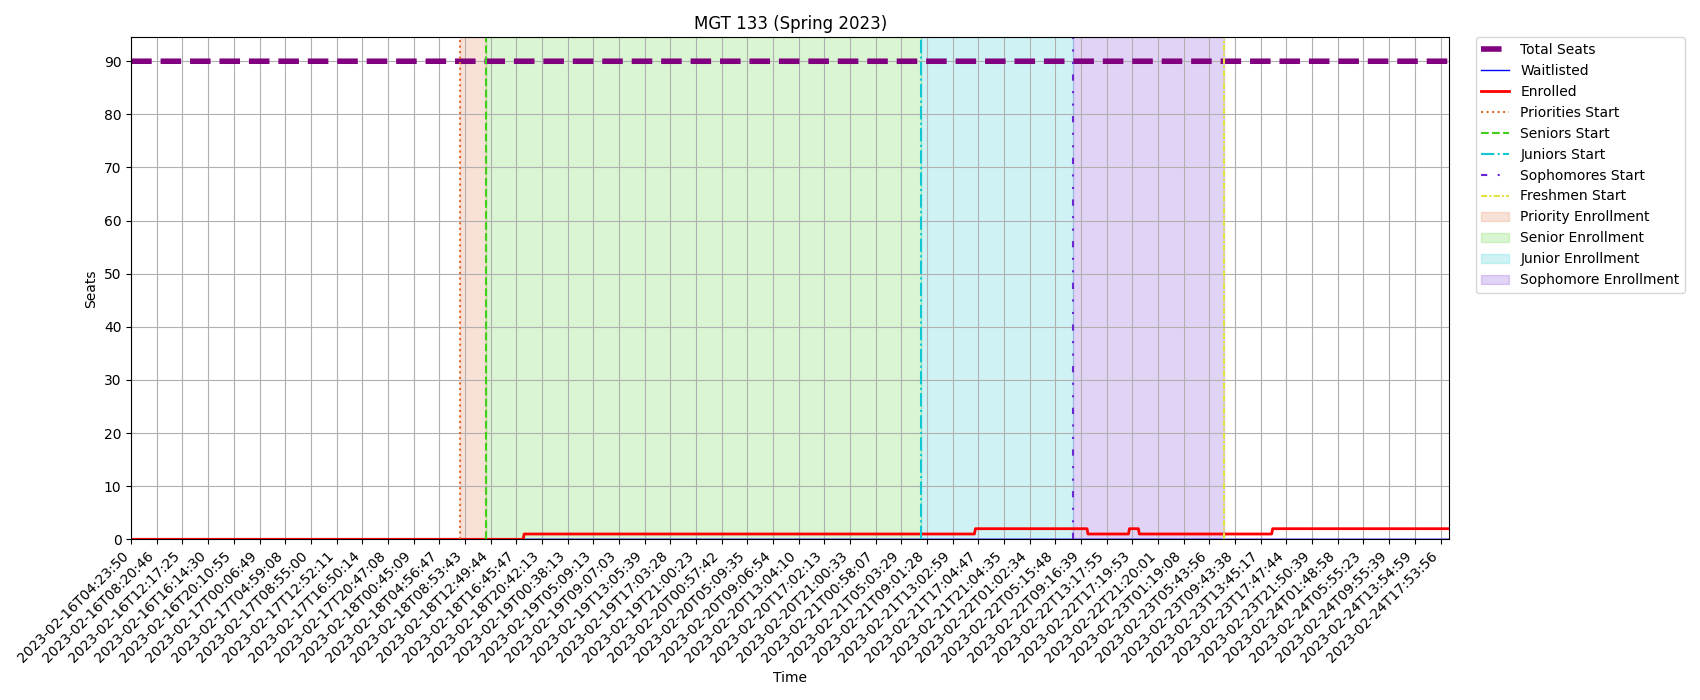 MGT 133 (Spring 2023)
Seats
90
80
70
60
50
40
30
20
10
0
2023-02-16T04:23:50
2023-02-16T08:20:46
2023-02-16T12:17:25
2023-02-16T16:14:30
2023-02-16T20:10:55
2023-02-17T00:06:49
2023-02-17T04:59:08
2023-02-17T08:55:00
2023-02-17T12:52:11
2023-02-17T16:50:14
2023-02-17T20:47:08
2023-02-18T00:45:09
2023-02-18T04:56:47
2023-02-18T08:53:43
2023-02-18T12:49:44
2023-02-18T16:45:47
2023-02-18T20:42:13
2023-02-19T00:38:13
2023-02-19T05:09:13
2023-02-19T09:07:03
2023-02-19T13:05:39
2023-02-19T17:03:28
2023-02-19T21:00:23
2023-02-20T00:57:42
2023-02-20T05:09:35
2023-02-20T09:06:54
2023-02-20T13:04:10
2023-02-20T17:02:13
2023-02-20T21:00:33
2023-02-21T00:58:07
2023-02-21T05:03:29
2023-02-21T09:01:28
2023-02-21T13:02:59
2023-02-21T17:04:47
2023-02-21T21:04:35
2023-02-22T01:02:34
2023-02-22T05:15:48
2023-02-22T09:16:39
2023-02-22T13:17:55
2023-02-22T17:19:53
2023-02-22T21:20:01
2023-02-23T01:19:08
2023-02-23T05:43:56
2023-02-23T09:43:38
2023-02-23T13:45:17
2023-02-23T17:47:44
2023-02-23T21:50:39
2023-02-24T01:48:58
2023-02-24T05:55:23
2023-02-24T09:55:39
2023-02-24T13:54:59
2023-02-24T17:53:56
Time
Total Seats
Waitlisted
Enrolled
Priorities Start
Seniors Start
Juniors Start
Sophomores Start
Freshmen Start
Priority Enrollment
Senior Enrollment
Junior Enrollment
Sophomore Enrollment